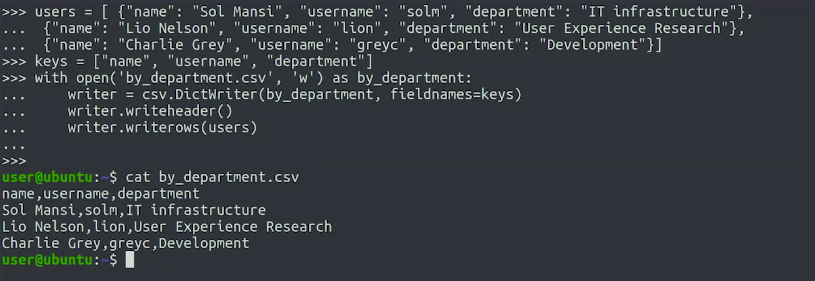 >>> users = [ {"name": "Sol Mansi", "username": "solm", "department": "IT infrastructure"},
...  {"name": "Lio Nelson", "username": "lion", "department": "User Experience Research"},
...  {"name": "Charlie Grey", "username": "greyc", "department": "Development"}]
>>> keys = ["name", "username", "department"]
>>> with open('by_department.csv', 'w') as by_department:
...     writer = csv.DictWriter(by_department, fieldnames=keys)
...     writer.writeheader()
...     writer.writerows(users)
...
>>>
user@ubuntu:~$ cat by_department.csv
name,username,department
Sol Mansi,solm,IT infrastructure
Lio Nelson,lion,User Experience Research
Charlie Grey,greyc,Development
user@ubuntu:~$